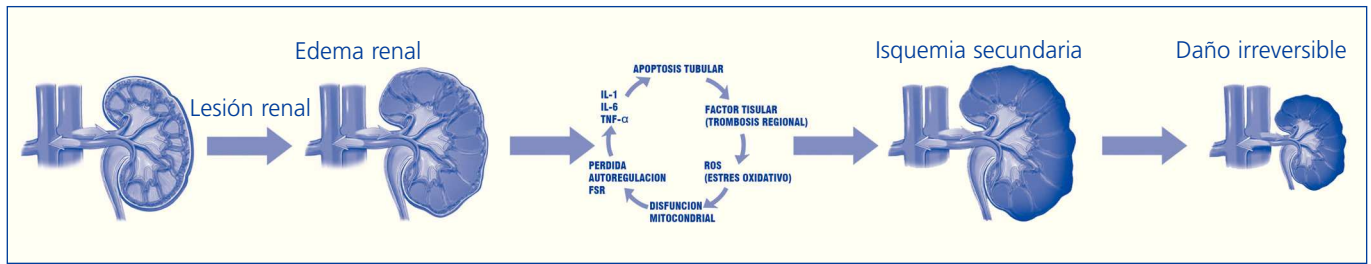 Lesión renal
Edema renal
APOPTOSIS TUBULAR
FACTOR TISULAR
(TROMBOSIS REGIONAL)
ROS
(ESTRES OXIDATIVO)
DISFUNCION
MITOCONDRIAL
PERDIDA
AUTOREGULACION
FSR
IL-1
IL-6
TNF-α
Isquemia secundaria
Daño irreversible